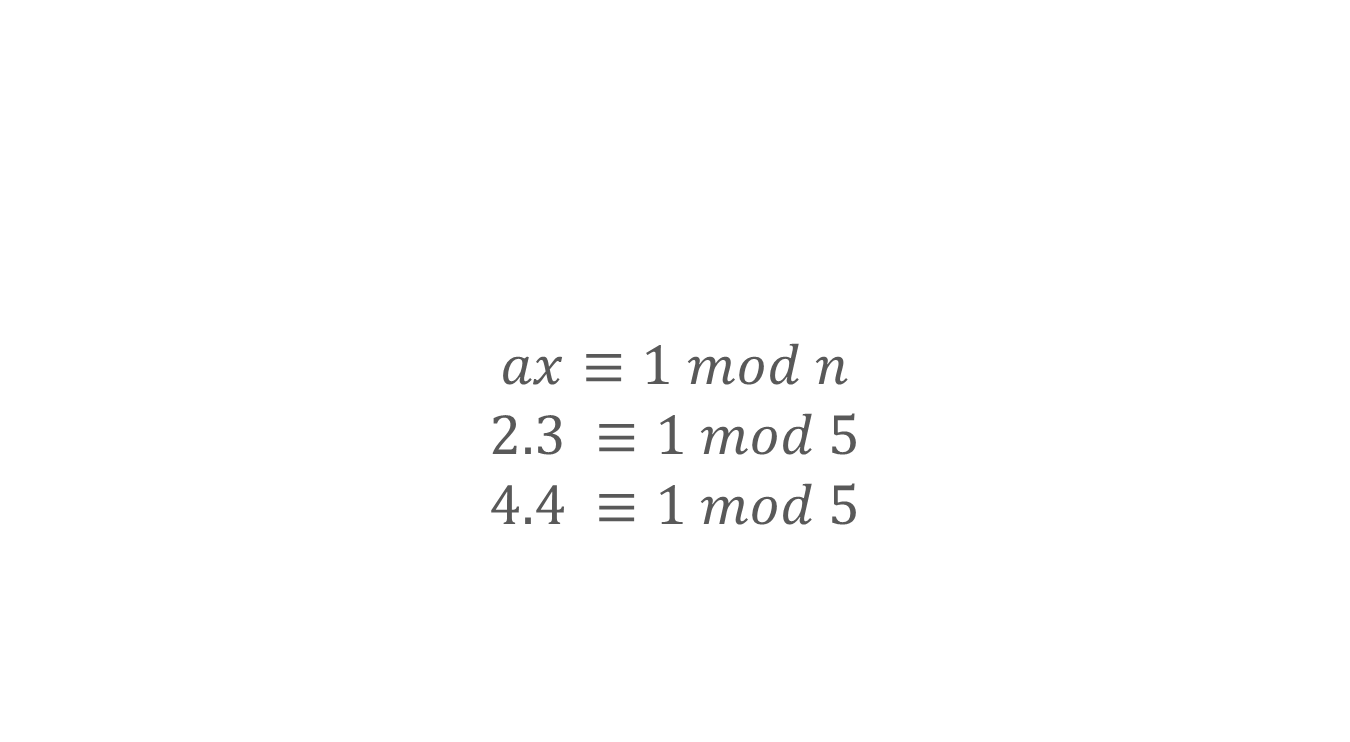 ax ≡ 1 mod n
2.3 ≡ 1 mod 5
4.4 ≡ 1 mod 5